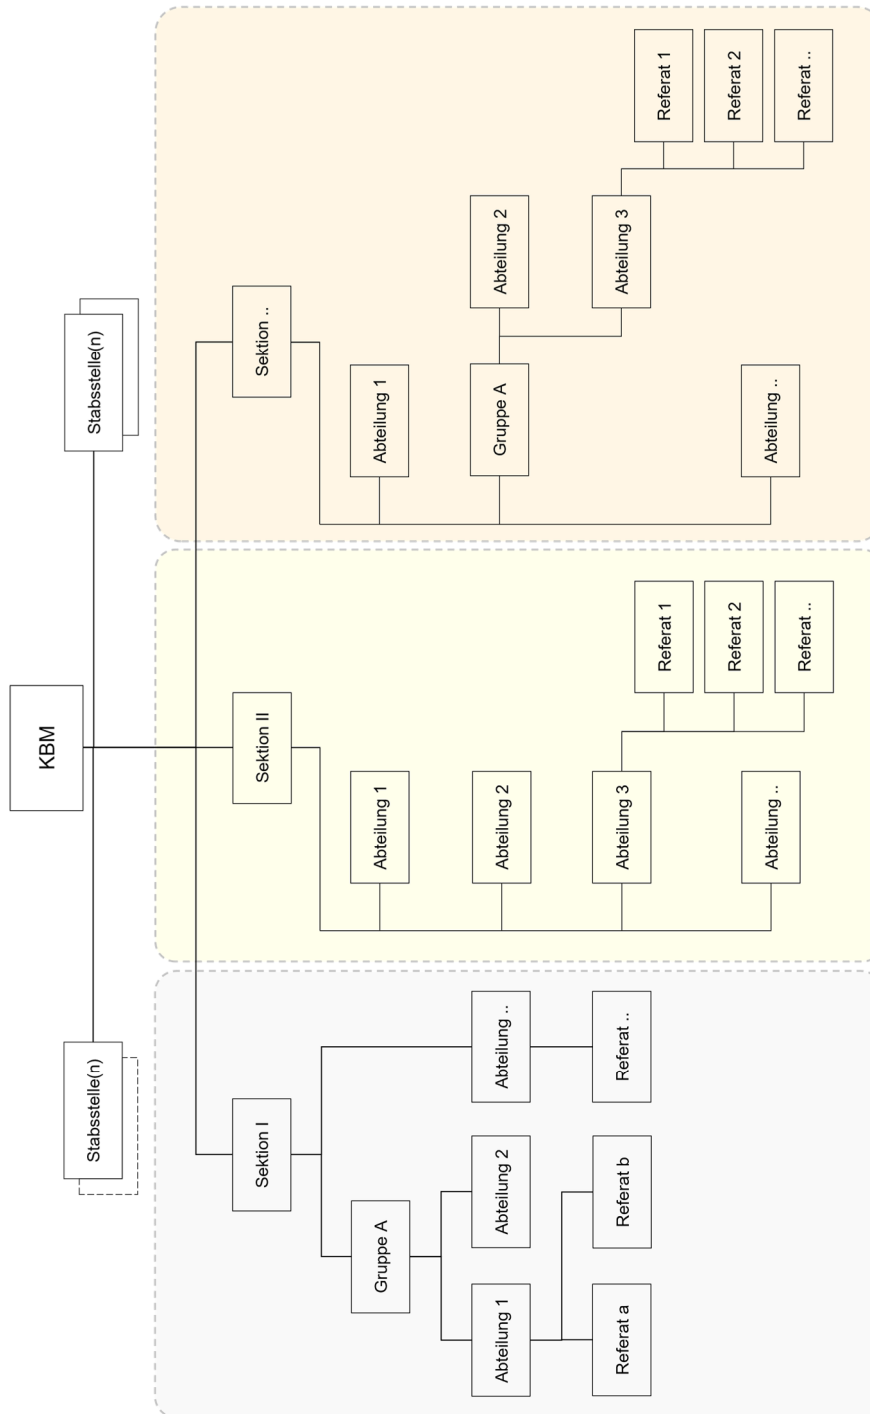 KBM
Stabsstelle(n)
Stabsstelle(n)
Sektion I
Gruppe A
Abteilung 1
Abteilung 2
Abteilung ..
Referat a
Referat b
Referat ..
Sektion II
Abteilung 1
Abteilung 2
Abteilung 3
Referat 1
Referat 2
Referat ..
Abteilung ..
Sektion ..
Abteilung 1
Gruppe A
Abteilung 2
Abteilung 3
Referat 1
Referat 2
Referat ..
Abteilung ..